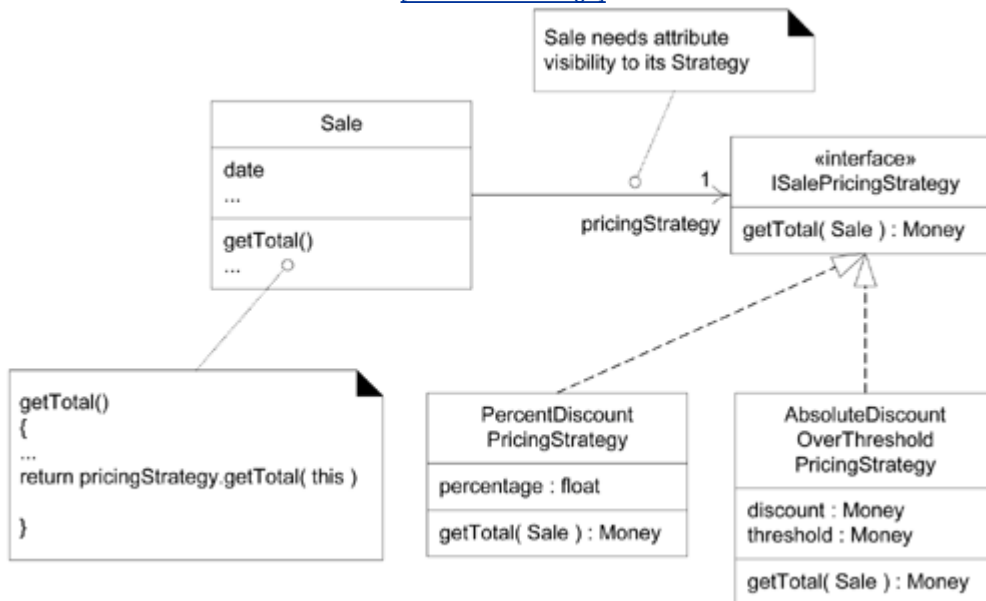 Sale needs attribute
visibility to its Strategy
Sale
date
...
getTotal()
...
1
pricingStrategy
«interface»
ISalePricingStrategy
getTotal( Sale ) : Money
getTotal()
{
...
return pricingStrategy.getTotal( this )
}
PercentDiscount
PricingStrategy
percentage : float
getTotal( Sale ) : Money
AbsoluteDiscount
OverThreshold
PricingStrategy
discount : Money
threshold : Money
getTotal( Sale ) : Money